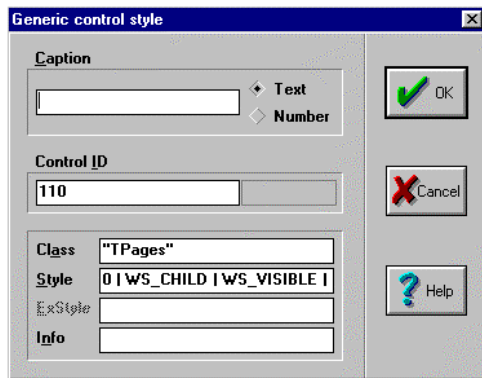 Generic control style
Caption
Text
Number
OK
Control ID
110
Cancel
Class "TPages"
Style 0 | WS_CHILD | WS_VISIBLE |
ExStyle
Info
Help